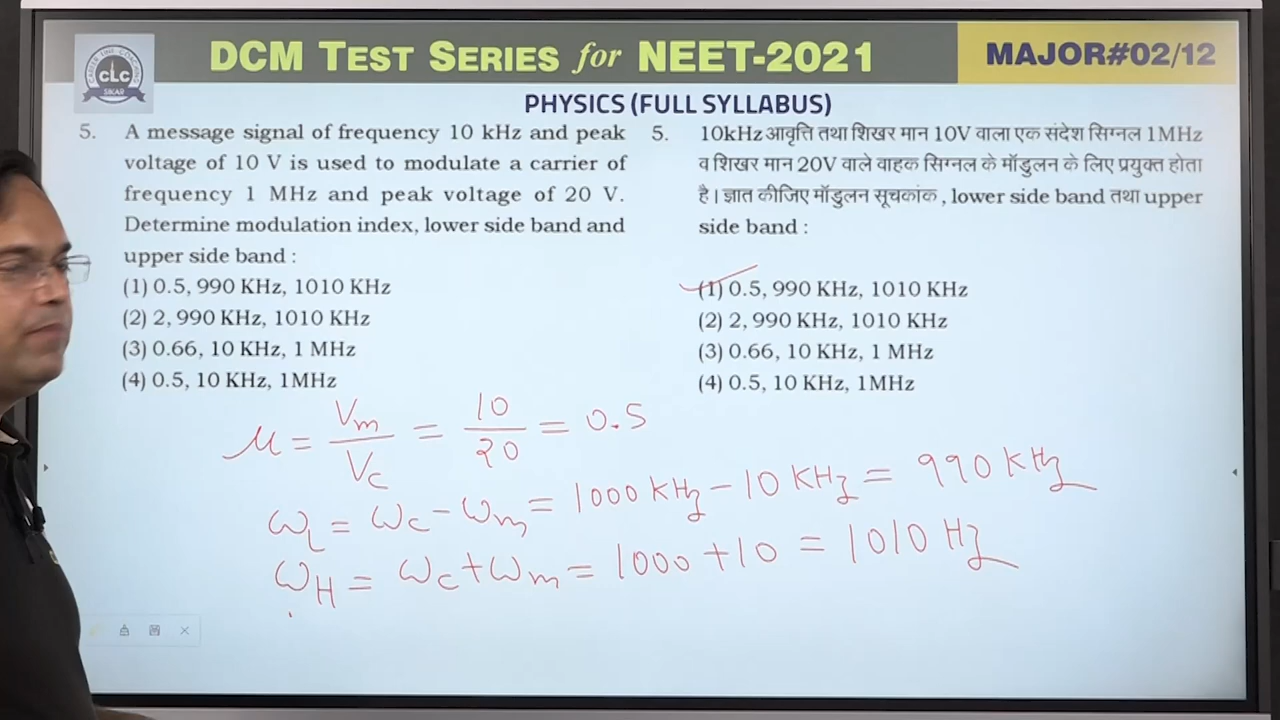 DCM TEST SERIES for NEET-2021
MAJOR#02/12
CAREER LINE COACHING
CLC
SIKAR
PHYSICS (FULL SYLLABUS)
5. A message signal of frequency 10 kHz and peak
voltage of 10 V is used to modulate a carrier of
frequency 1 MHz and peak voltage of 20 V.
Determine modulation index, lower side band and
upper side band :
(1) 0.5, 990 KHz, 1010 KHz
(2) 2, 990 KHz, 1010 KHz
(3) 0.66, 10 KHz, 1 MHz
(4) 0.5, 10 KHz, 1MHz
5. 10kHz आवृत्ति तथा शिखर मान 10V वाला एक संदेश सिग्नल 1MHz
व शिखर मान 20V वाले वाहक सिग्नल के मॉडुलन के लिए प्रयुक्त होता
है। ज्ञात कीजिए मॉडुलन सूचकांक , lower side band तथा upper
side band :
(1) 0.5, 990 KHz, 1010 KHz
(2) 2, 990 KHz, 1010 KHz
(3) 0.66, 10 KHz, 1 MHz
(4) 0.5, 10 KHz, 1MHz
μ = Vm/Vc = 10/20 = 0.5
ωL = ωc - ωm = 1000 KHz - 10 KHz = 990 KHz
ωH = ωc + ωm = 1000 + 10 = 1010 Hz